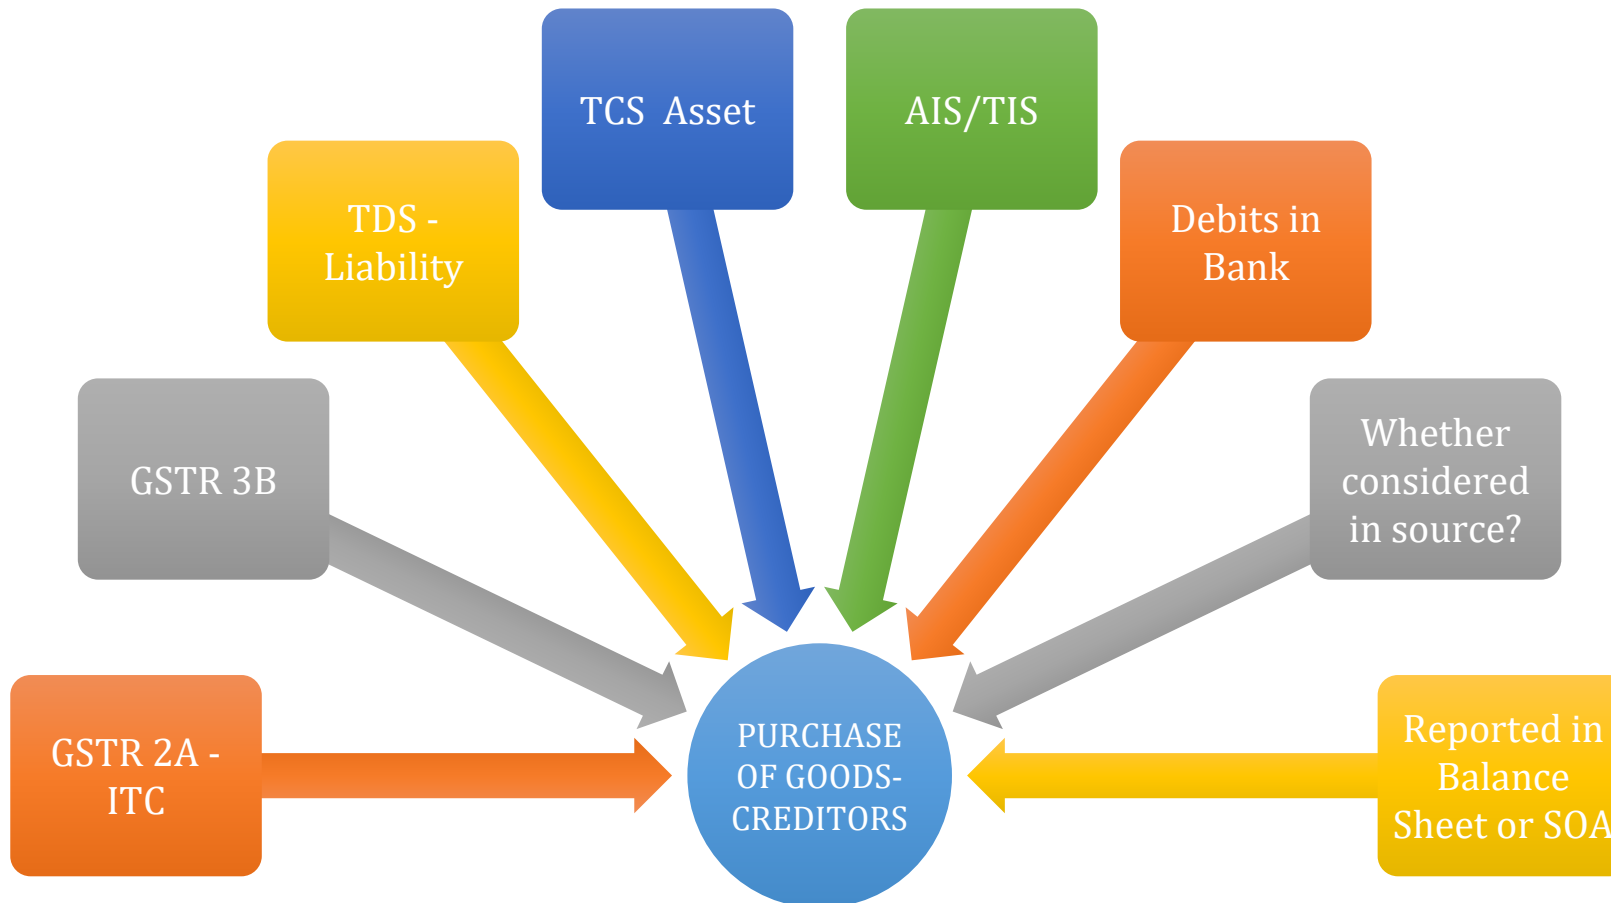 TCS  Asset
AIS/TIS
TDS -
Liability
Debits in
Bank
GSTR 3B
Whether
considered
in source?
GSTR 2A -
ITC
PURCHASE
OF GOODS-
CREDITORS
Reported in
Balance
Sheet or SOA